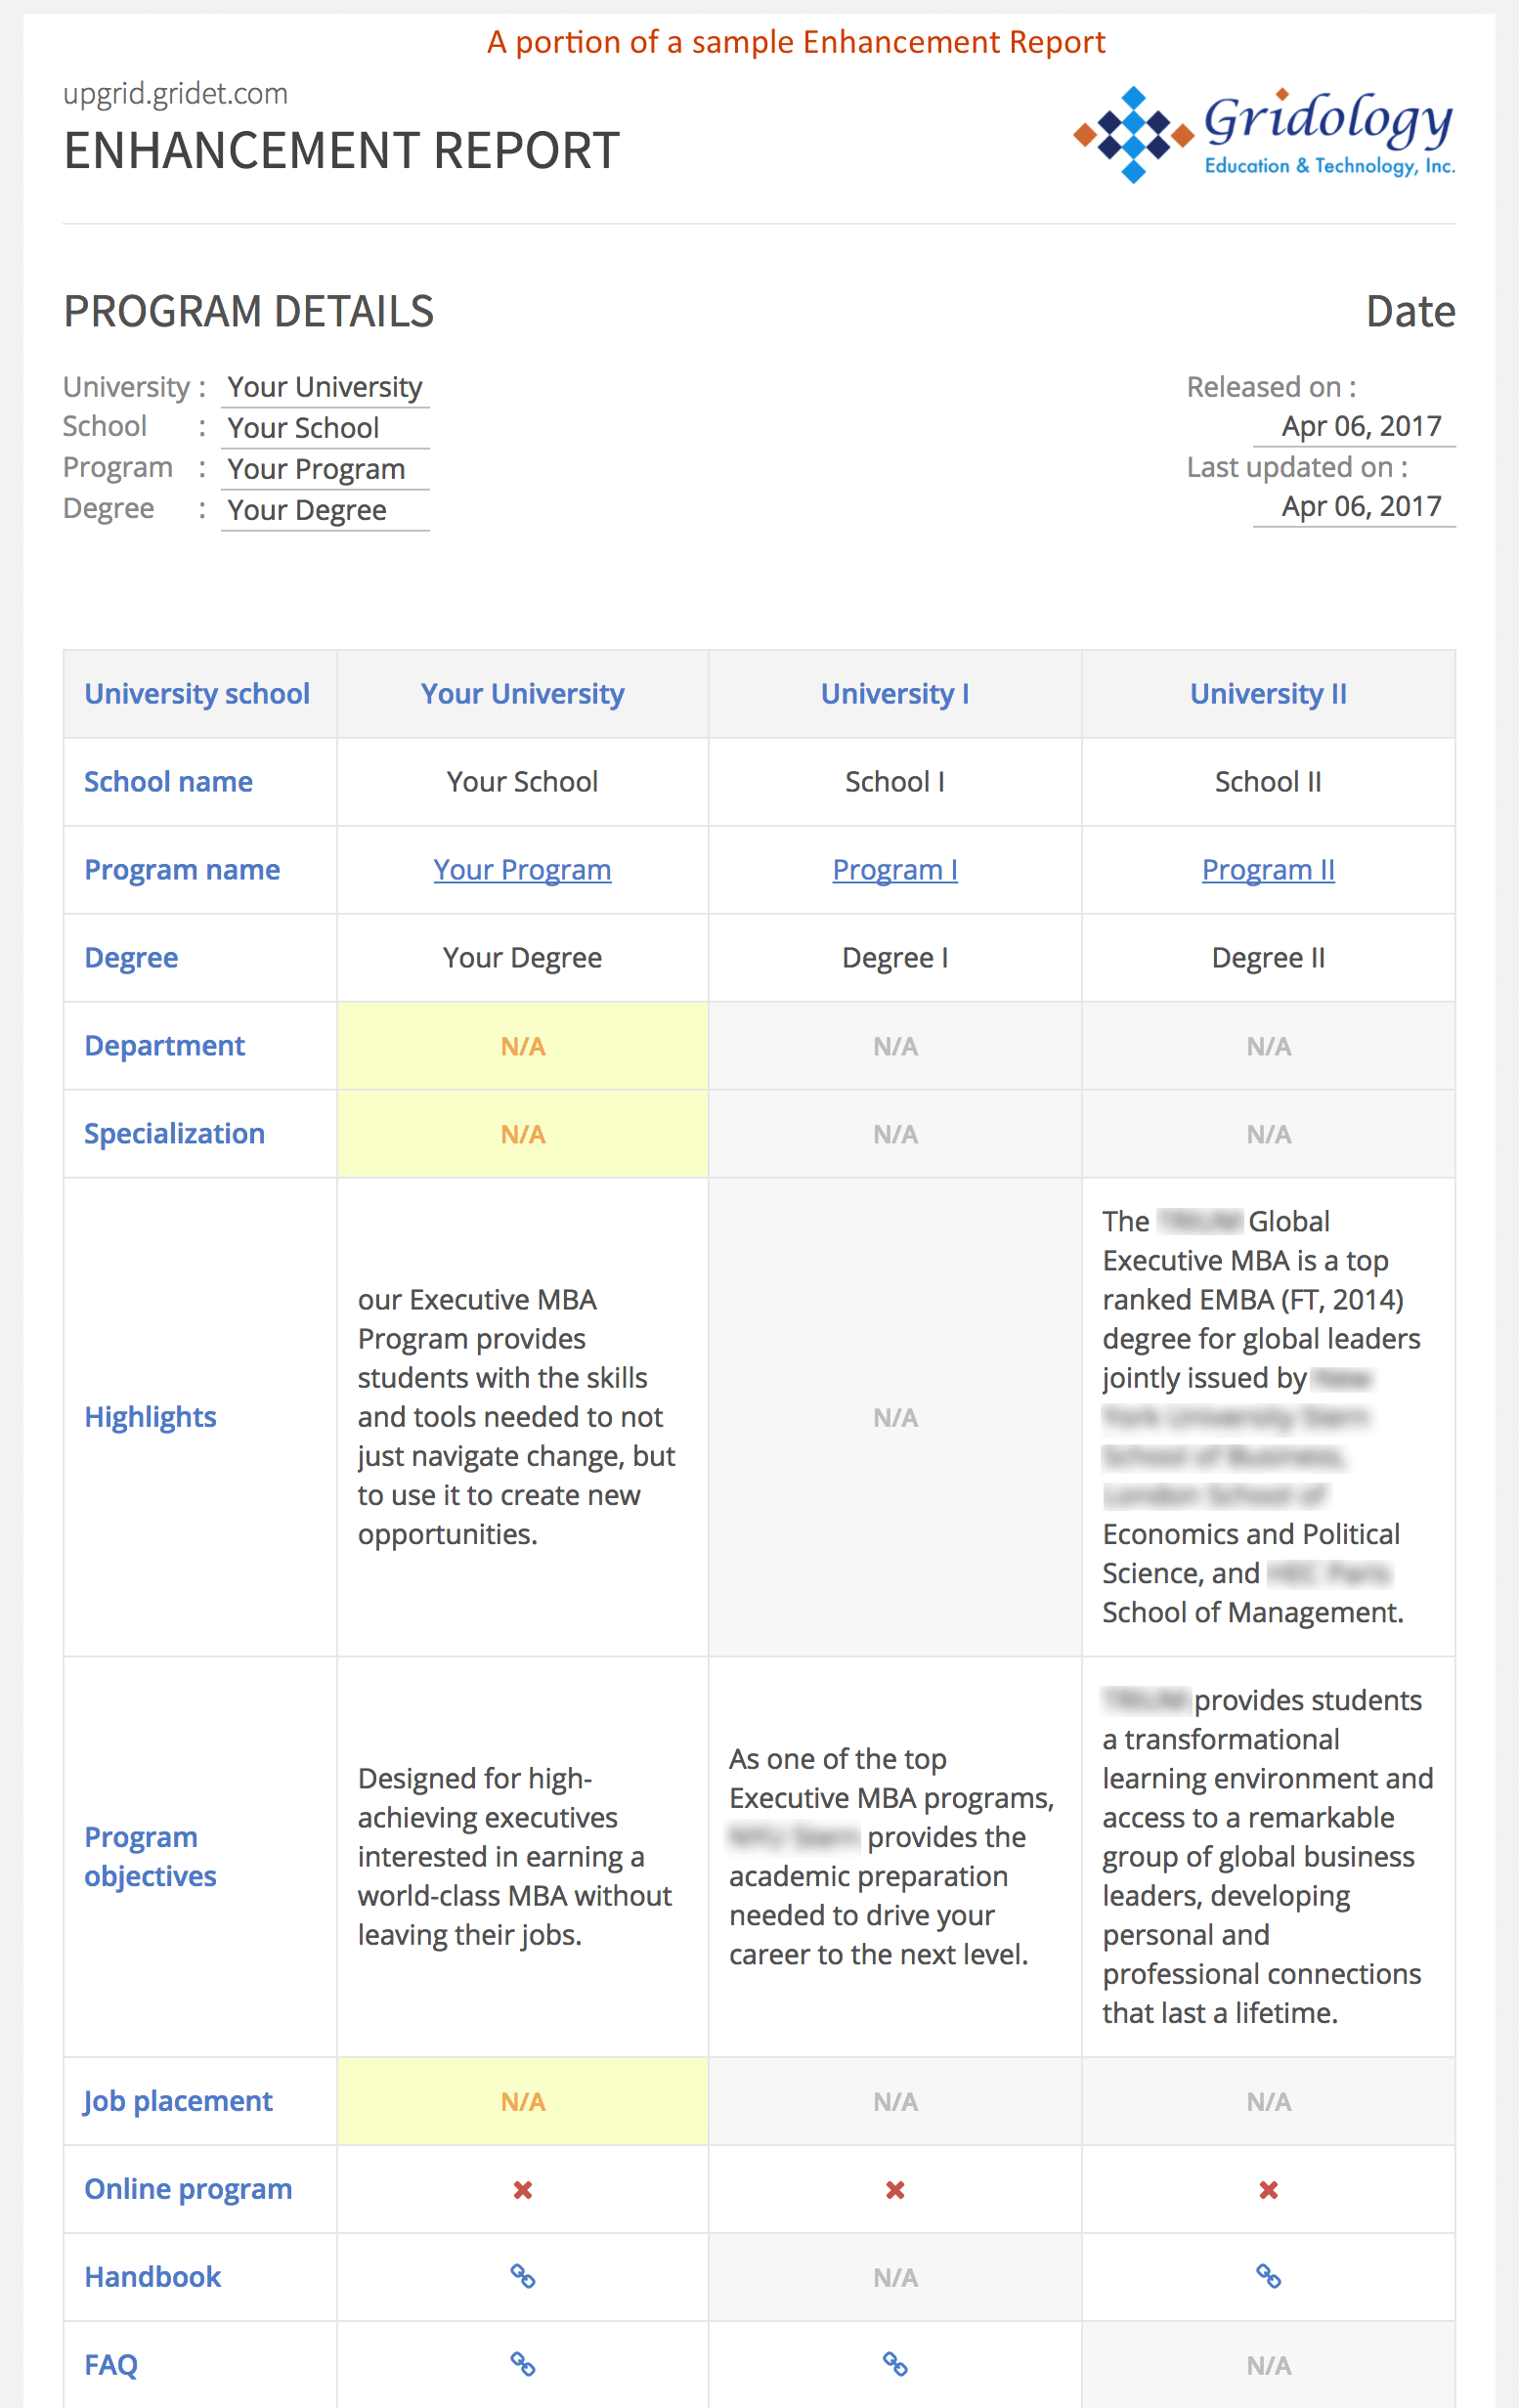 A portion of a sample Enhancement Report
upgrid.gridet.com
ENHANCEMENT REPORT
Gridology
Education & Technology, Inc.
PROGRAM DETAILS
Date
University : Your University
School : Your School
Program : Your Program
Degree : Your Degree
Released on :
Apr 06, 2017
Last updated on :
Apr 06, 2017
University school Your University University I University II
School name Your School School I School II
Program name Your Program Program I Program II
Degree Your Degree Degree I Degree II
Department N/A N/A N/A
Specialization N/A N/A N/A
Highlights
our Executive MBA
Program provides
students with the skills
and tools needed to not
just navigate change, but
to use it to create new
opportunities.
N/A
The Global
Executive MBA is a top
ranked EMBA (FT, 2014)
degree for global leaders
jointly issued by
Economics and Political
Science, and
School of Management.
Program
objectives
Designed for high-
achieving executives
interested in earning a
world-class MBA without
leaving their jobs.
As one of the top
Executive MBA programs,
provides the
academic preparation
needed to drive your
career to the next level.
provides students
a transformational
learning environment and
access to a remarkable
group of global business
leaders, developing
personal and
professional connections
that last a lifetime.
Job placement N/A N/A N/A
Online program
Handbook N/A
FAQ N/A